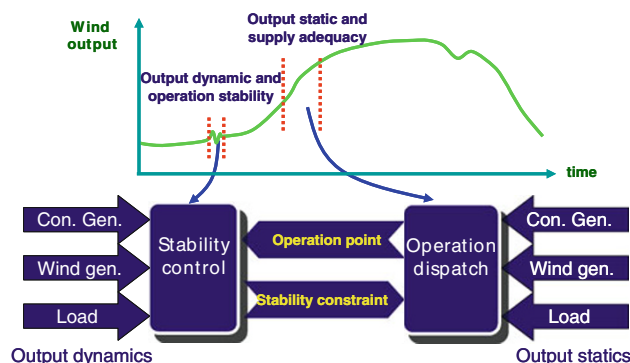 Wind
output
Output static and
supply adequacy
Output dynamic and
operation stability
time
Con. Gen.
Wind gen.
Load
Stability
control
Operation point
Stability constraint
Operation
dispatch
Con. Gen.
Wind gen.
Load
Output dynamics
Output statics